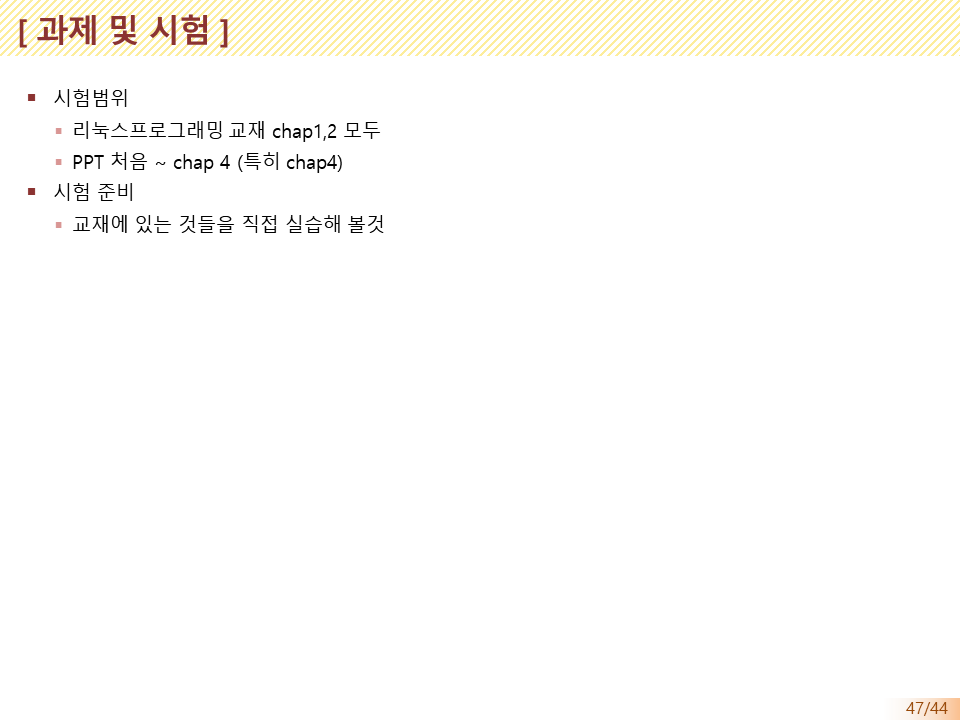 [ 과제 및 시험 ]
시험범위
리눅스프로그래밍 교재 chap1,2 모두
PPT 처음 ~ chap 4 (특히 chap4)
시험 준비
교재에 있는 것들을 직접 실습해 볼것
47/44